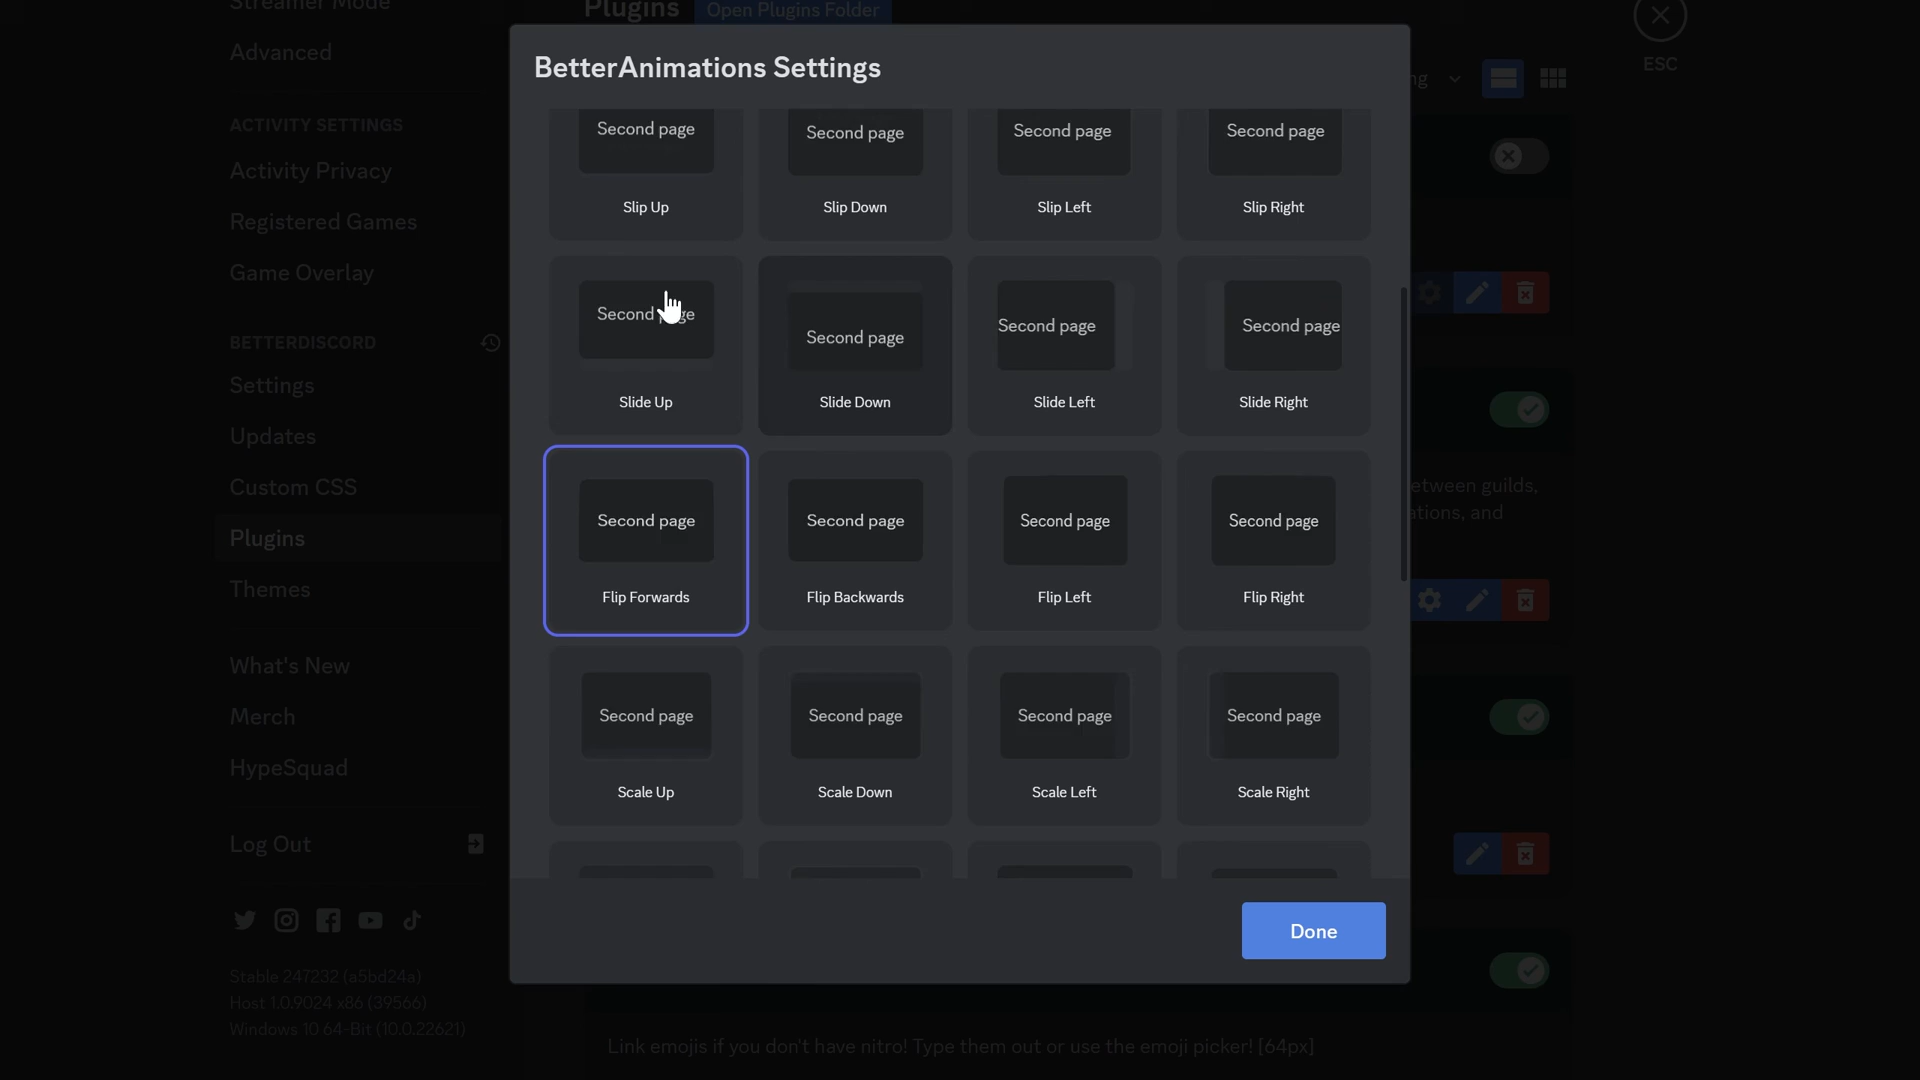 Streamer Mode
Advanced
ACTIVITY SETTINGS
Activity Privacy
Registered Games
Game Overlay
BETTERDISCORD
Settings
Updates
Custom CSS
Plugins
Themes
What's New
Merch
HypeSquad
Log Out
Stable 247232 (a5bd24a)
Host 1.0.9024 x86 (39566)
Windows 10 64-Bit (10.0.22621)
Plugins
Open Plugins Folder
ESC
BetterAnimations Settings
Second page Second page Second page Second page
Slip Up Slip Down Slip Left Slip Right
Second page Second page Second page Second page
Slide Up Slide Down Slide Left Slide Right
Second page Second page Second page Second page
Flip Forwards Flip Backwards Flip Left Flip Right
Second page Second page Second page Second page
Scale Up Scale Down Scale Left Scale Right
Done
etween guilds,
ations, and
Link emojis if you don't have nitro! Type them out or use the emoji picker! [64px]